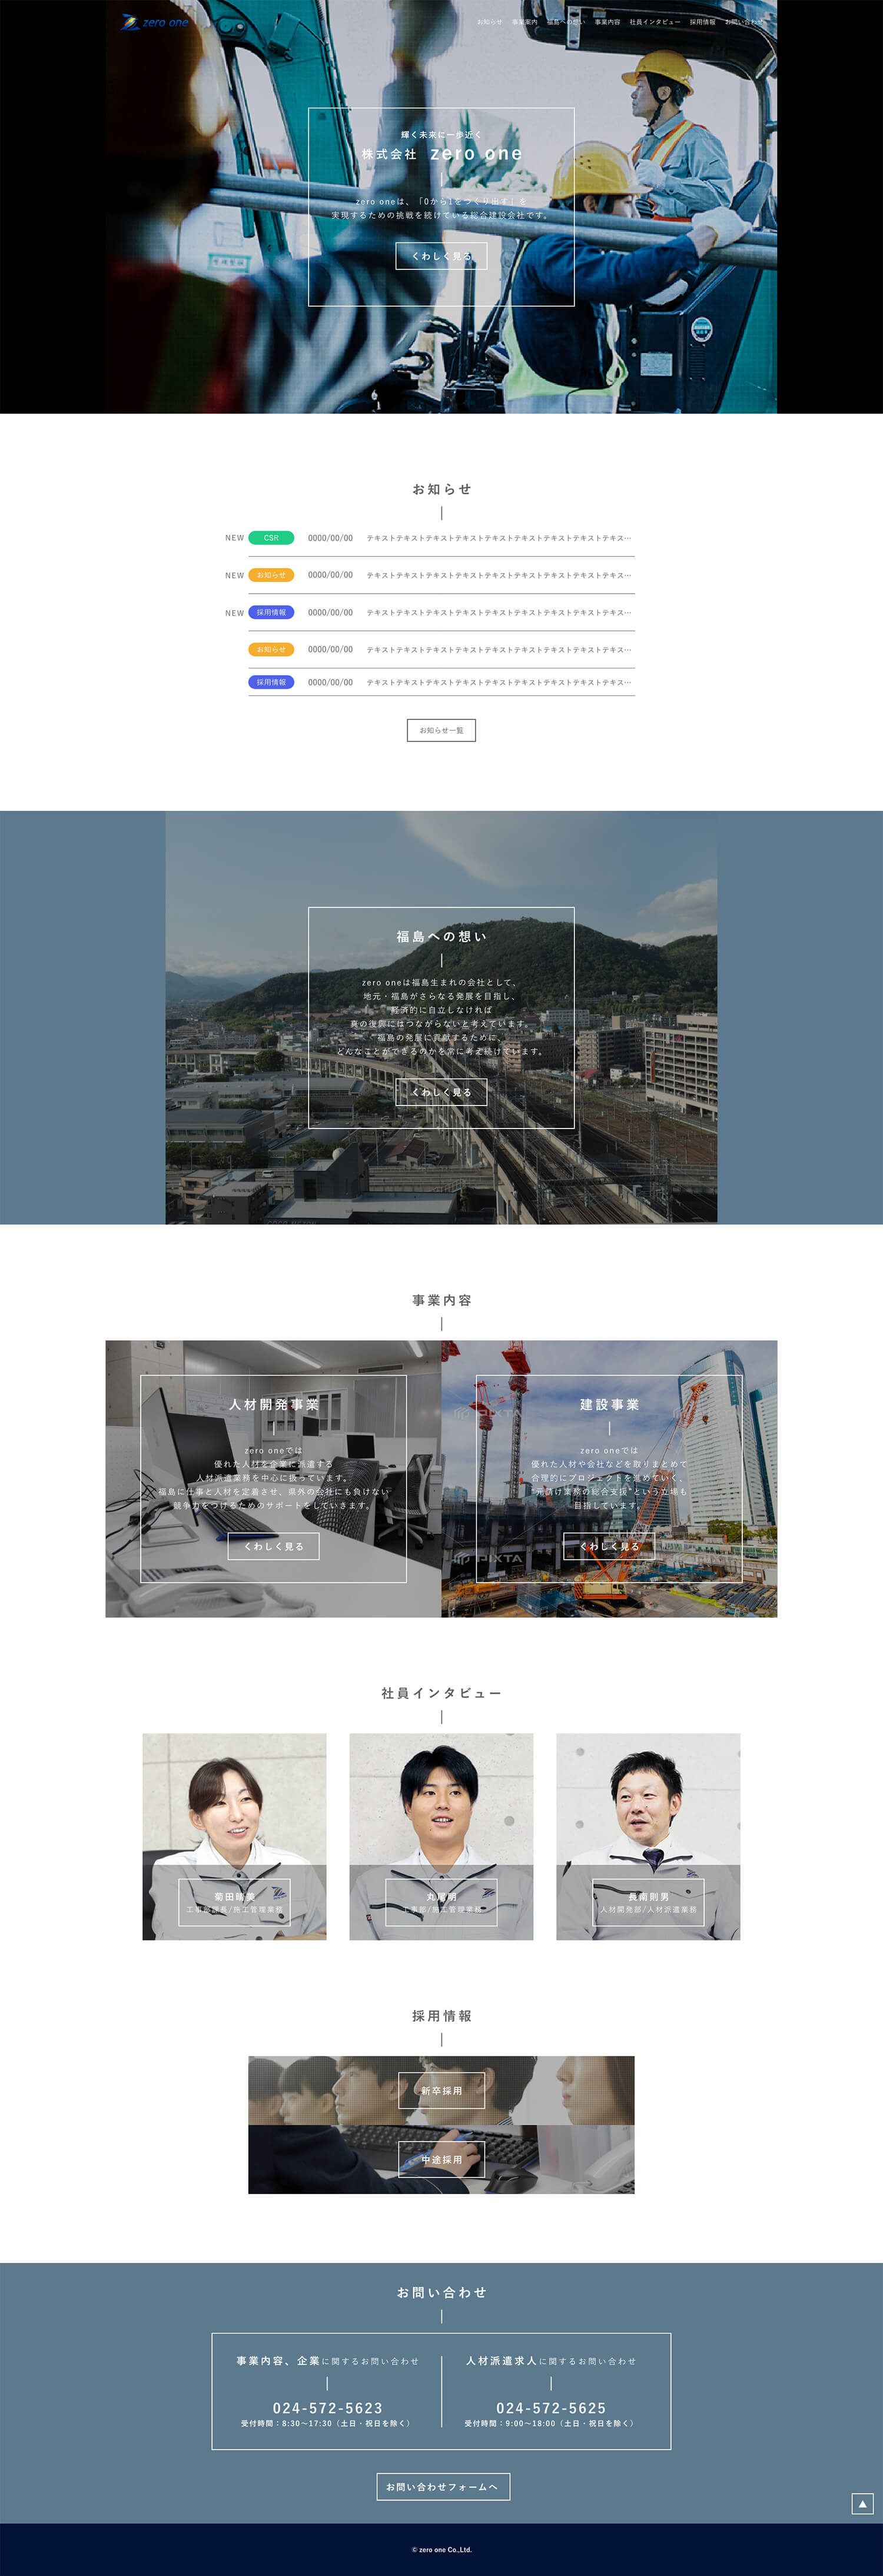 zero one
お知らせ 事業案内 福島への想い 事業内容 社員インタビュー 採用情報 お問い合わせ
輝く未来に一歩近く
株式会社 zero one
zero oneは、「0から1をつくり出す」を
実現するための挑戦を続けている総合建設会社です。
くわしく見る
お知らせ
NEW CSR 0000/00/00 テキストテキストテキストテキストテキストテキストテキストテキストテキス…
NEW お知らせ 0000/00/00 テキストテキストテキストテキストテキストテキストテキストテキストテキス…
NEW 採用情報 0000/00/00 テキストテキストテキストテキストテキストテキストテキストテキストテキス…
お知らせ 0000/00/00 テキストテキストテキストテキストテキストテキストテキストテキストテキス…
採用情報 0000/00/00 テキストテキストテキストテキストテキストテキストテキストテキストテキス…
お知らせ一覧
福島への想い
zero oneは福島生まれの会社として、
地元・福島がさらなる発展を目指し、
経済的に自立しなければ
真の復興にはつながらないと考えています。
福島の発展に貢献するために、
どんなことができるのかを常に考え続けています。
くわしく見る
事業内容
人材開発事業
zero oneでは
優れた人材を企業に派遣する
人材派遣業務を中心に扱っています。
福島に仕事と人材を定着させ、県外の会社にも負けない
競争力をつけるためのサポートをしていきます。
くわしく見る
建設事業
zero oneでは
優れた人材や会社などを取りまとめて
合理的にプロジェクトを進めていく、
"元請け業務の総合支援"という立場も
目指しています。
くわしく見る
PIXTA
PIXTA
社員インタビュー
菊田晴美
/施工管理業務
丸尾明
工事部/施工管理業務
長南則男
人材開発部/人材派遣業務
採用情報
新卒採用
中途採用
お問い合わせ
事業内容、企業に関するお問い合わせ
024-572-5623
受付時間：8:30〜17:30（土日・祝日を除く）
人材派遣求人に関するお問い合わせ
024-572-5625
受付時間：9:00〜18:00（土日・祝日を除く）
お問い合わせフォームへ
▲
© zero one Co.,Ltd.